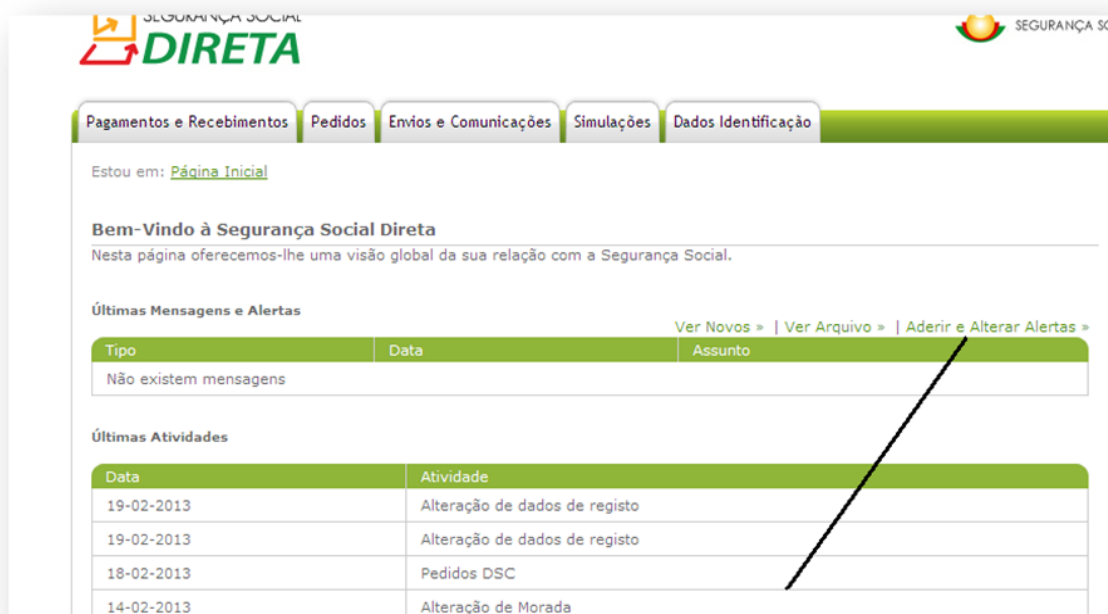 SEGURANÇA SOCIAL
DIRETA
SEGURANÇA SO
Pagamentos e Recebimentos Pedidos Envios e Comunicações Simulações Dados Identificação
Estou em: Página Inicial
Bem-Vindo à Segurança Social Direta
Nesta página oferecemos-lhe uma visão global da sua relação com a Segurança Social.
Últimas Mensagens e Alertas
Ver Novos » | Ver Arquivo » | Aderir e Alterar Alertas »
Tipo Data Assunto
Não existem mensagens
Últimas Atividades
Data Atividade
19-02-2013 Alteração de dados de registo
19-02-2013 Alteração de dados de registo
18-02-2013 Pedidos DSC
14-02-2013 Alteração de Morada